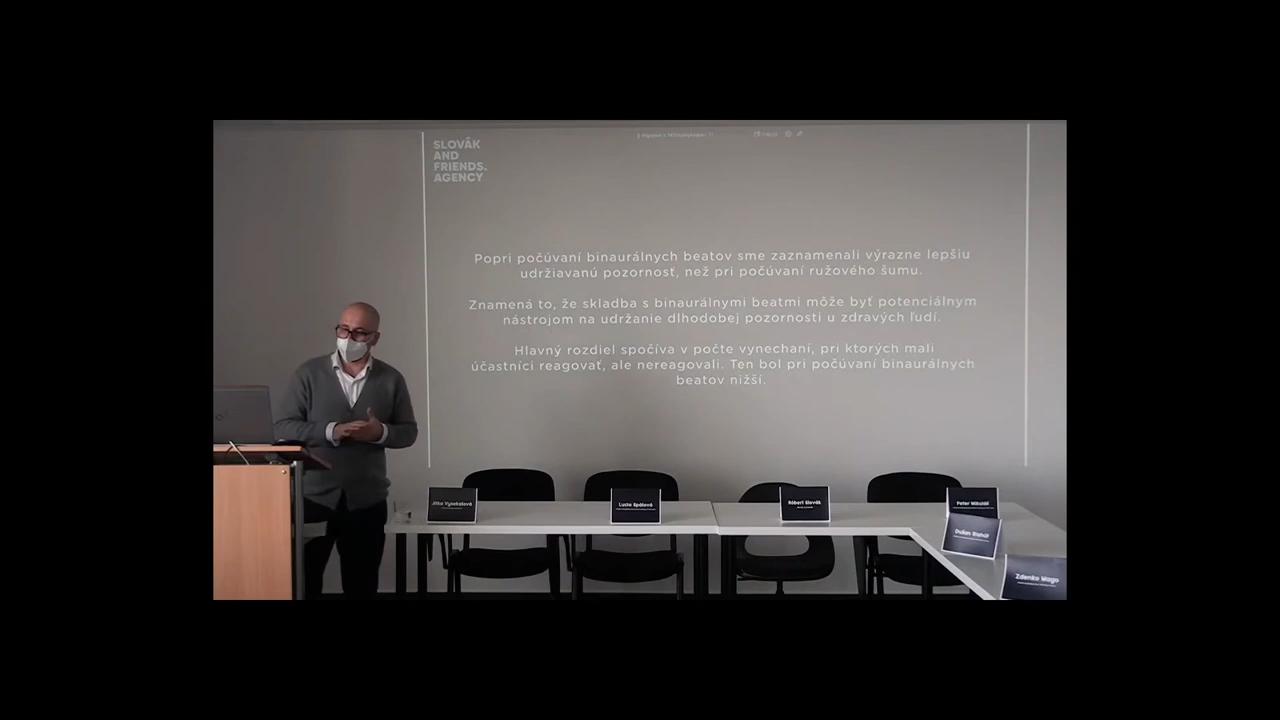 SLOVÁK
AND
FRIENDS.
AGENCY
Popri počúvaní binaurálnych beatov sme zaznamenali výrazne lepšiu
udržiavanú pozornosť, než pri počúvaní ružového šumu.
Znamená to, že skladba s binaurálnymi beatmi môže byť potenciálnym
nástrojom na udržanie dlhodobej pozornosti u zdravých ľudí.
Hlavný rozdiel spočíva v počte vynechaní, pri ktorých mali
účastníci reagovať, ale nereagovali. Ten bol pri počúvaní binaurálnych
beatov nižší.
Jitka Vysekalová
Lucie Spálová
Róbert Slovák
Peter Mikuláš
Dušan
Zdenko Mago